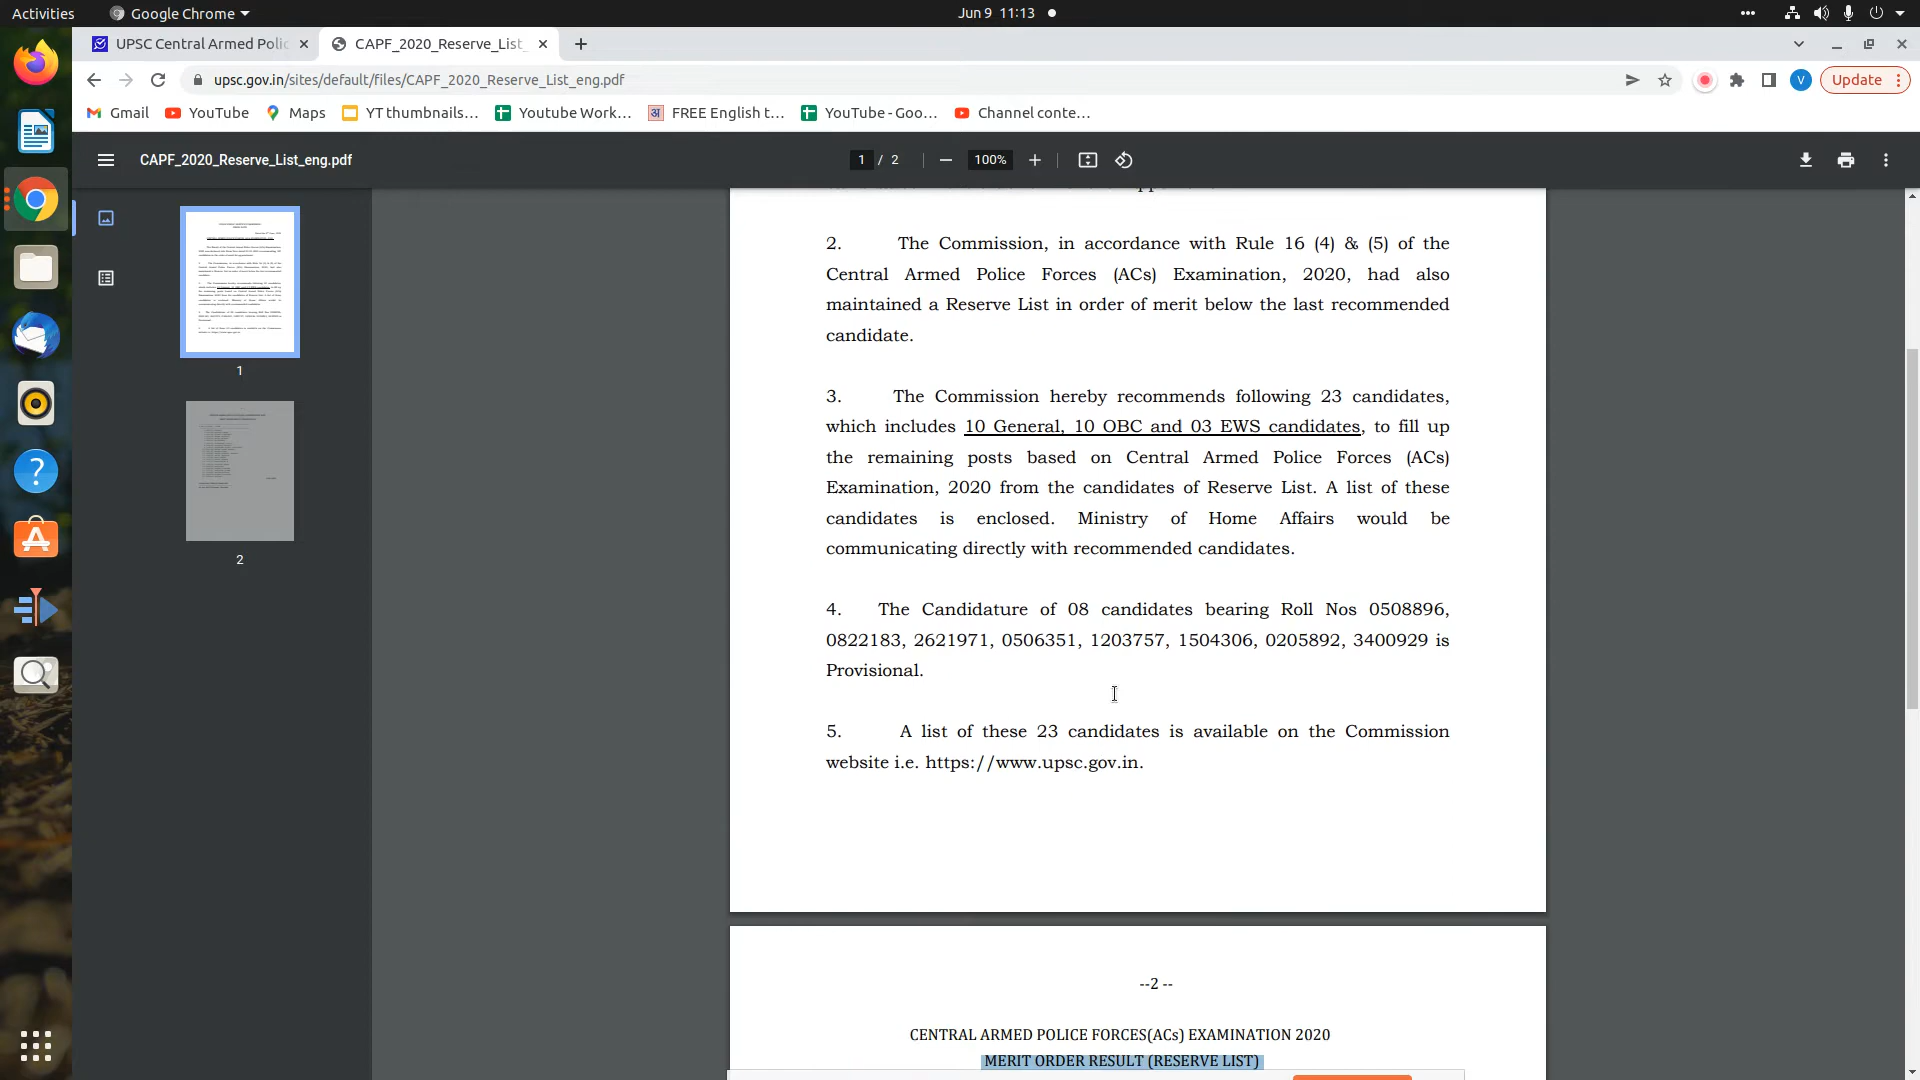 Activities
Google Chrome
Jun 9 11:13
UPSC Central Armed Polic
CAPF_2020_Reserve_List_
upsc.gov.in/sites/default/files/CAPF_2020_Reserve_List_eng.pdf
V
Update
Gmail
YouTube
Maps
YT thumbnails...
Youtube Work...
FREE English t...
YouTube - Goo...
Channel conte...
CAPF_2020_Reserve_List_eng.pdf
1 / 2
100%
1
2
2. The Commission, in accordance with Rule 16 (4) & (5) of the
Central Armed Police Forces (ACs) Examination, 2020, had also
maintained a Reserve List in order of merit below the last recommended
candidate.
3. The Commission hereby recommends following 23 candidates,
which includes 10 General, 10 OBC and 03 EWS candidates, to fill up
the remaining posts based on Central Armed Police Forces (ACs)
Examination, 2020 from the candidates of Reserve List. A list of these
candidates is enclosed. Ministry of Home Affairs would be
communicating directly with recommended candidates.
4. The Candidature of 08 candidates bearing Roll Nos 0508896,
0822183, 2621971, 0506351, 1203757, 1504306, 0205892, 3400929 is
Provisional.
5. A list of these 23 candidates is available on the Commission
website i.e. https://www.upsc.gov.in.
--2 --
CENTRAL ARMED POLICE FORCES(ACs) EXAMINATION 2020
MERIT ORDER RESULT (RESERVE LIST)